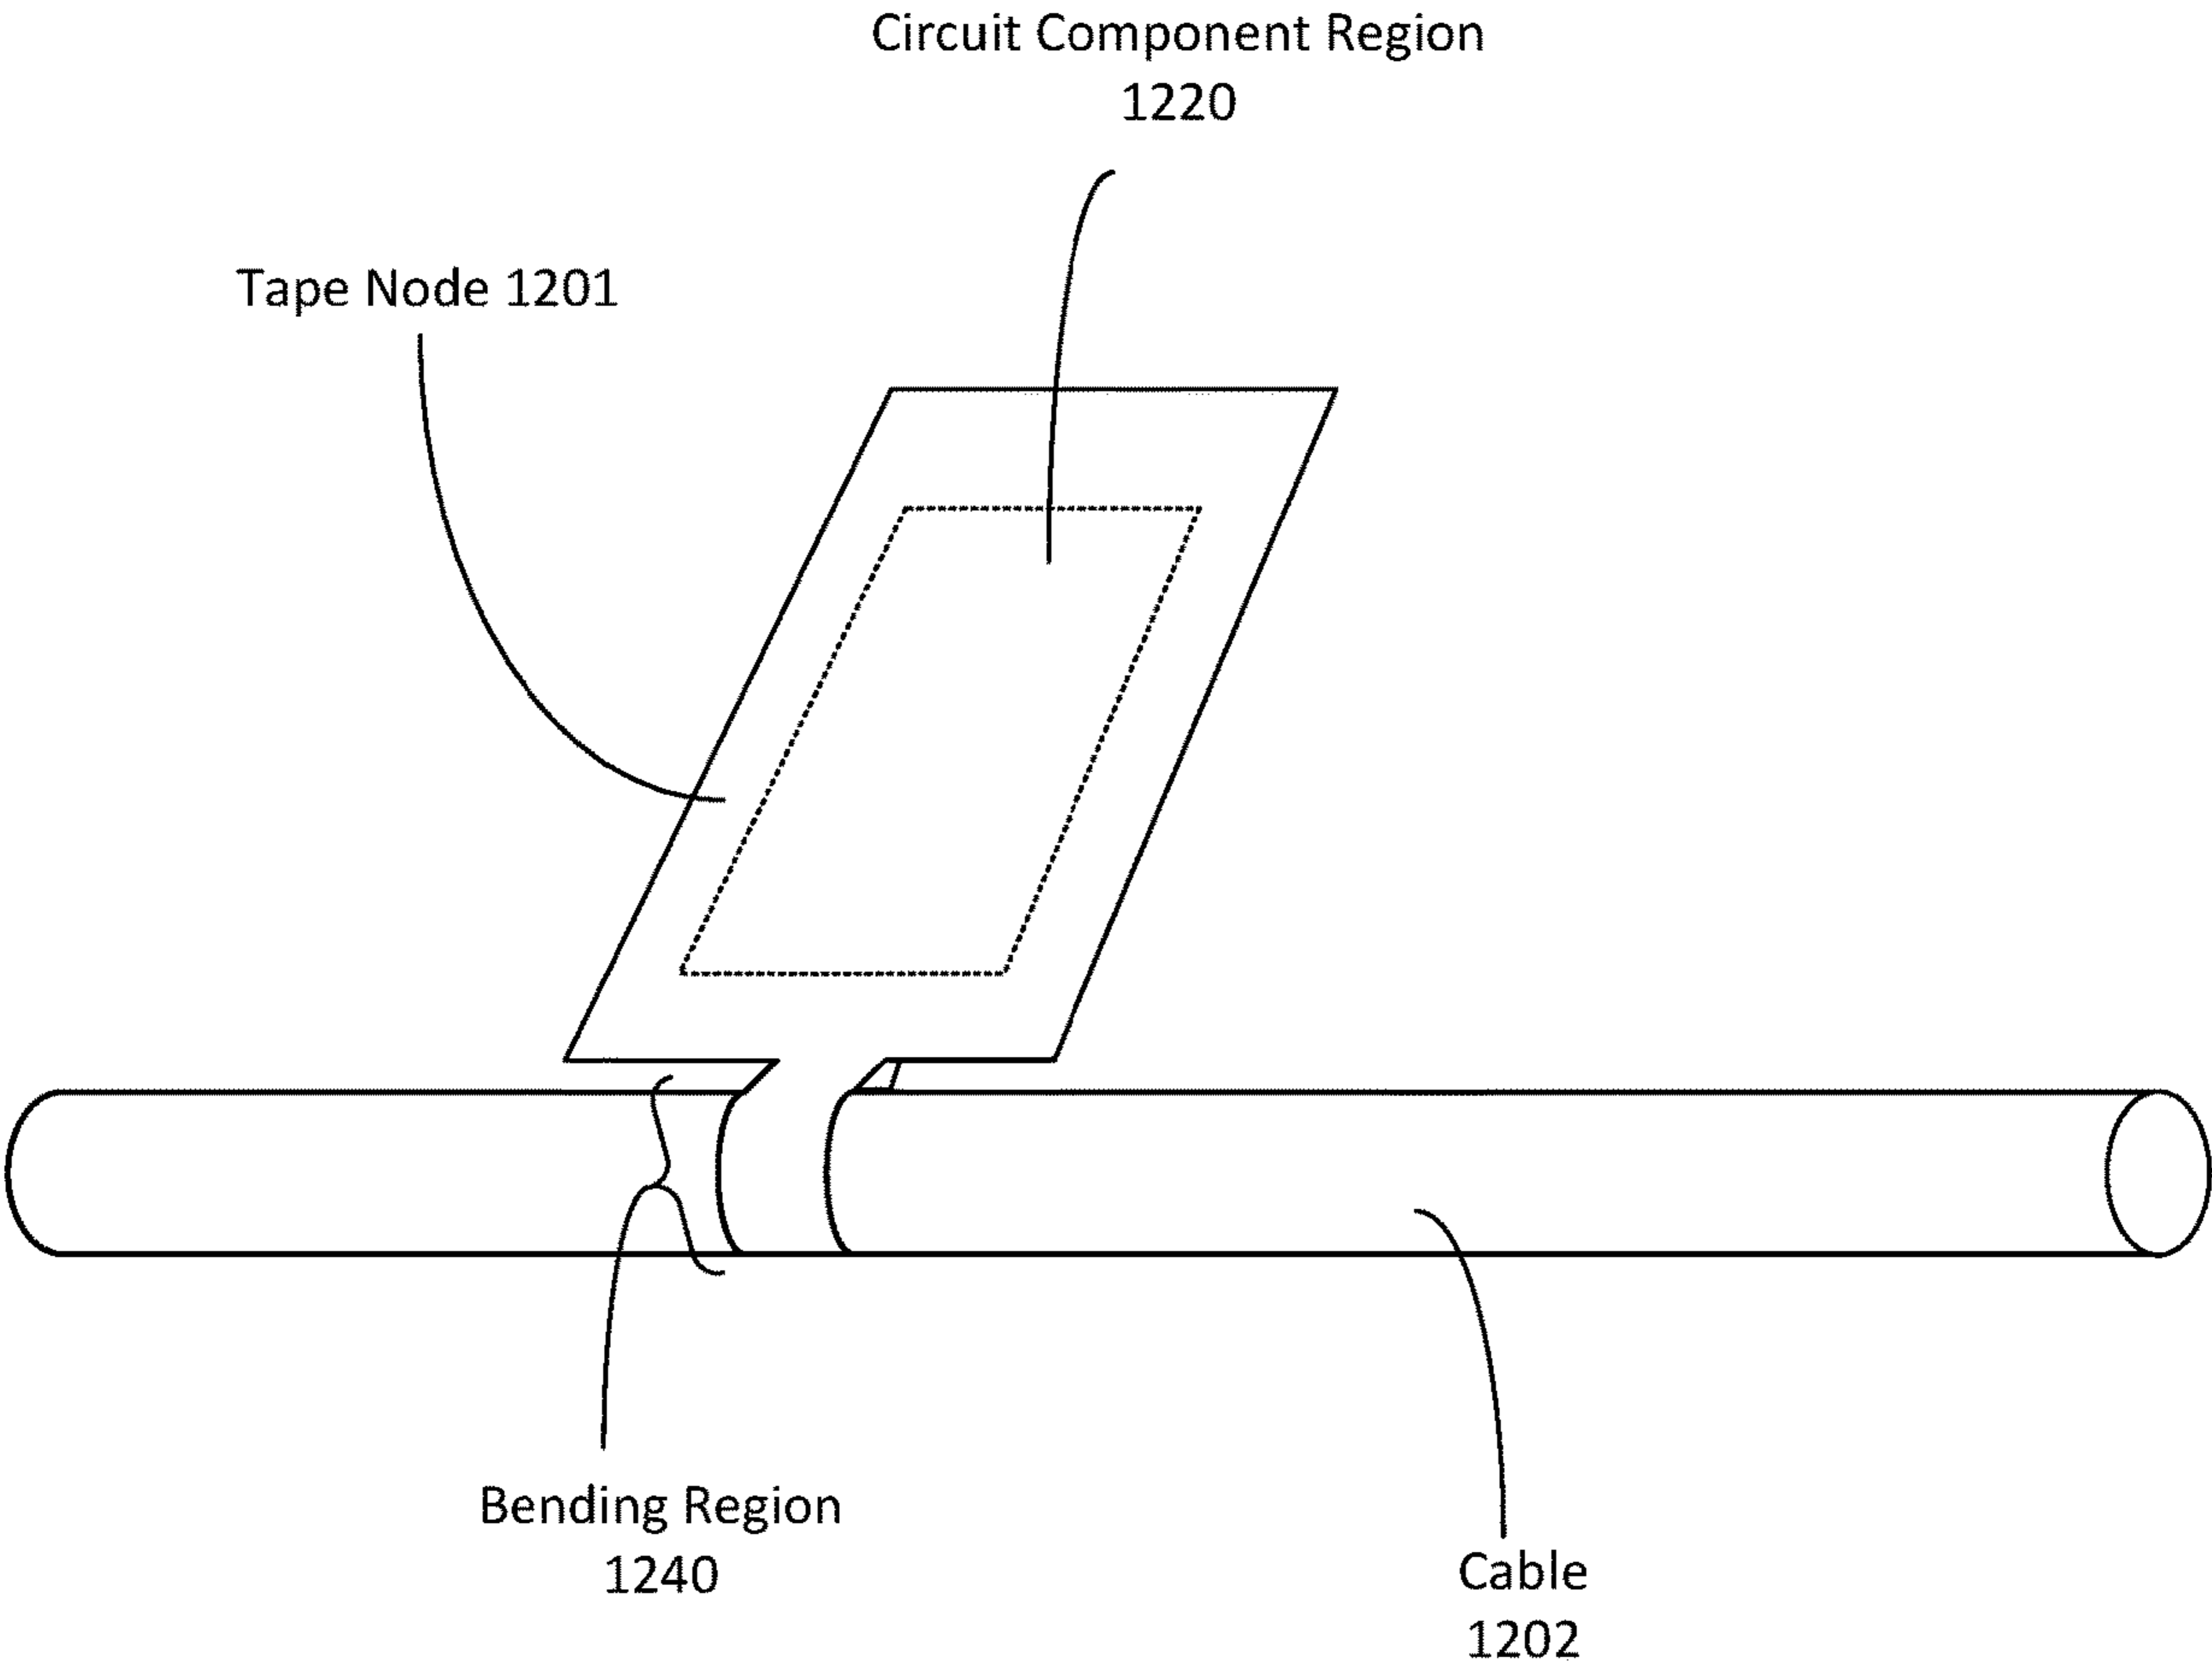 Circuit Component Region
1220
Tape Node 1201
Bending Region
1240
Cable
1202